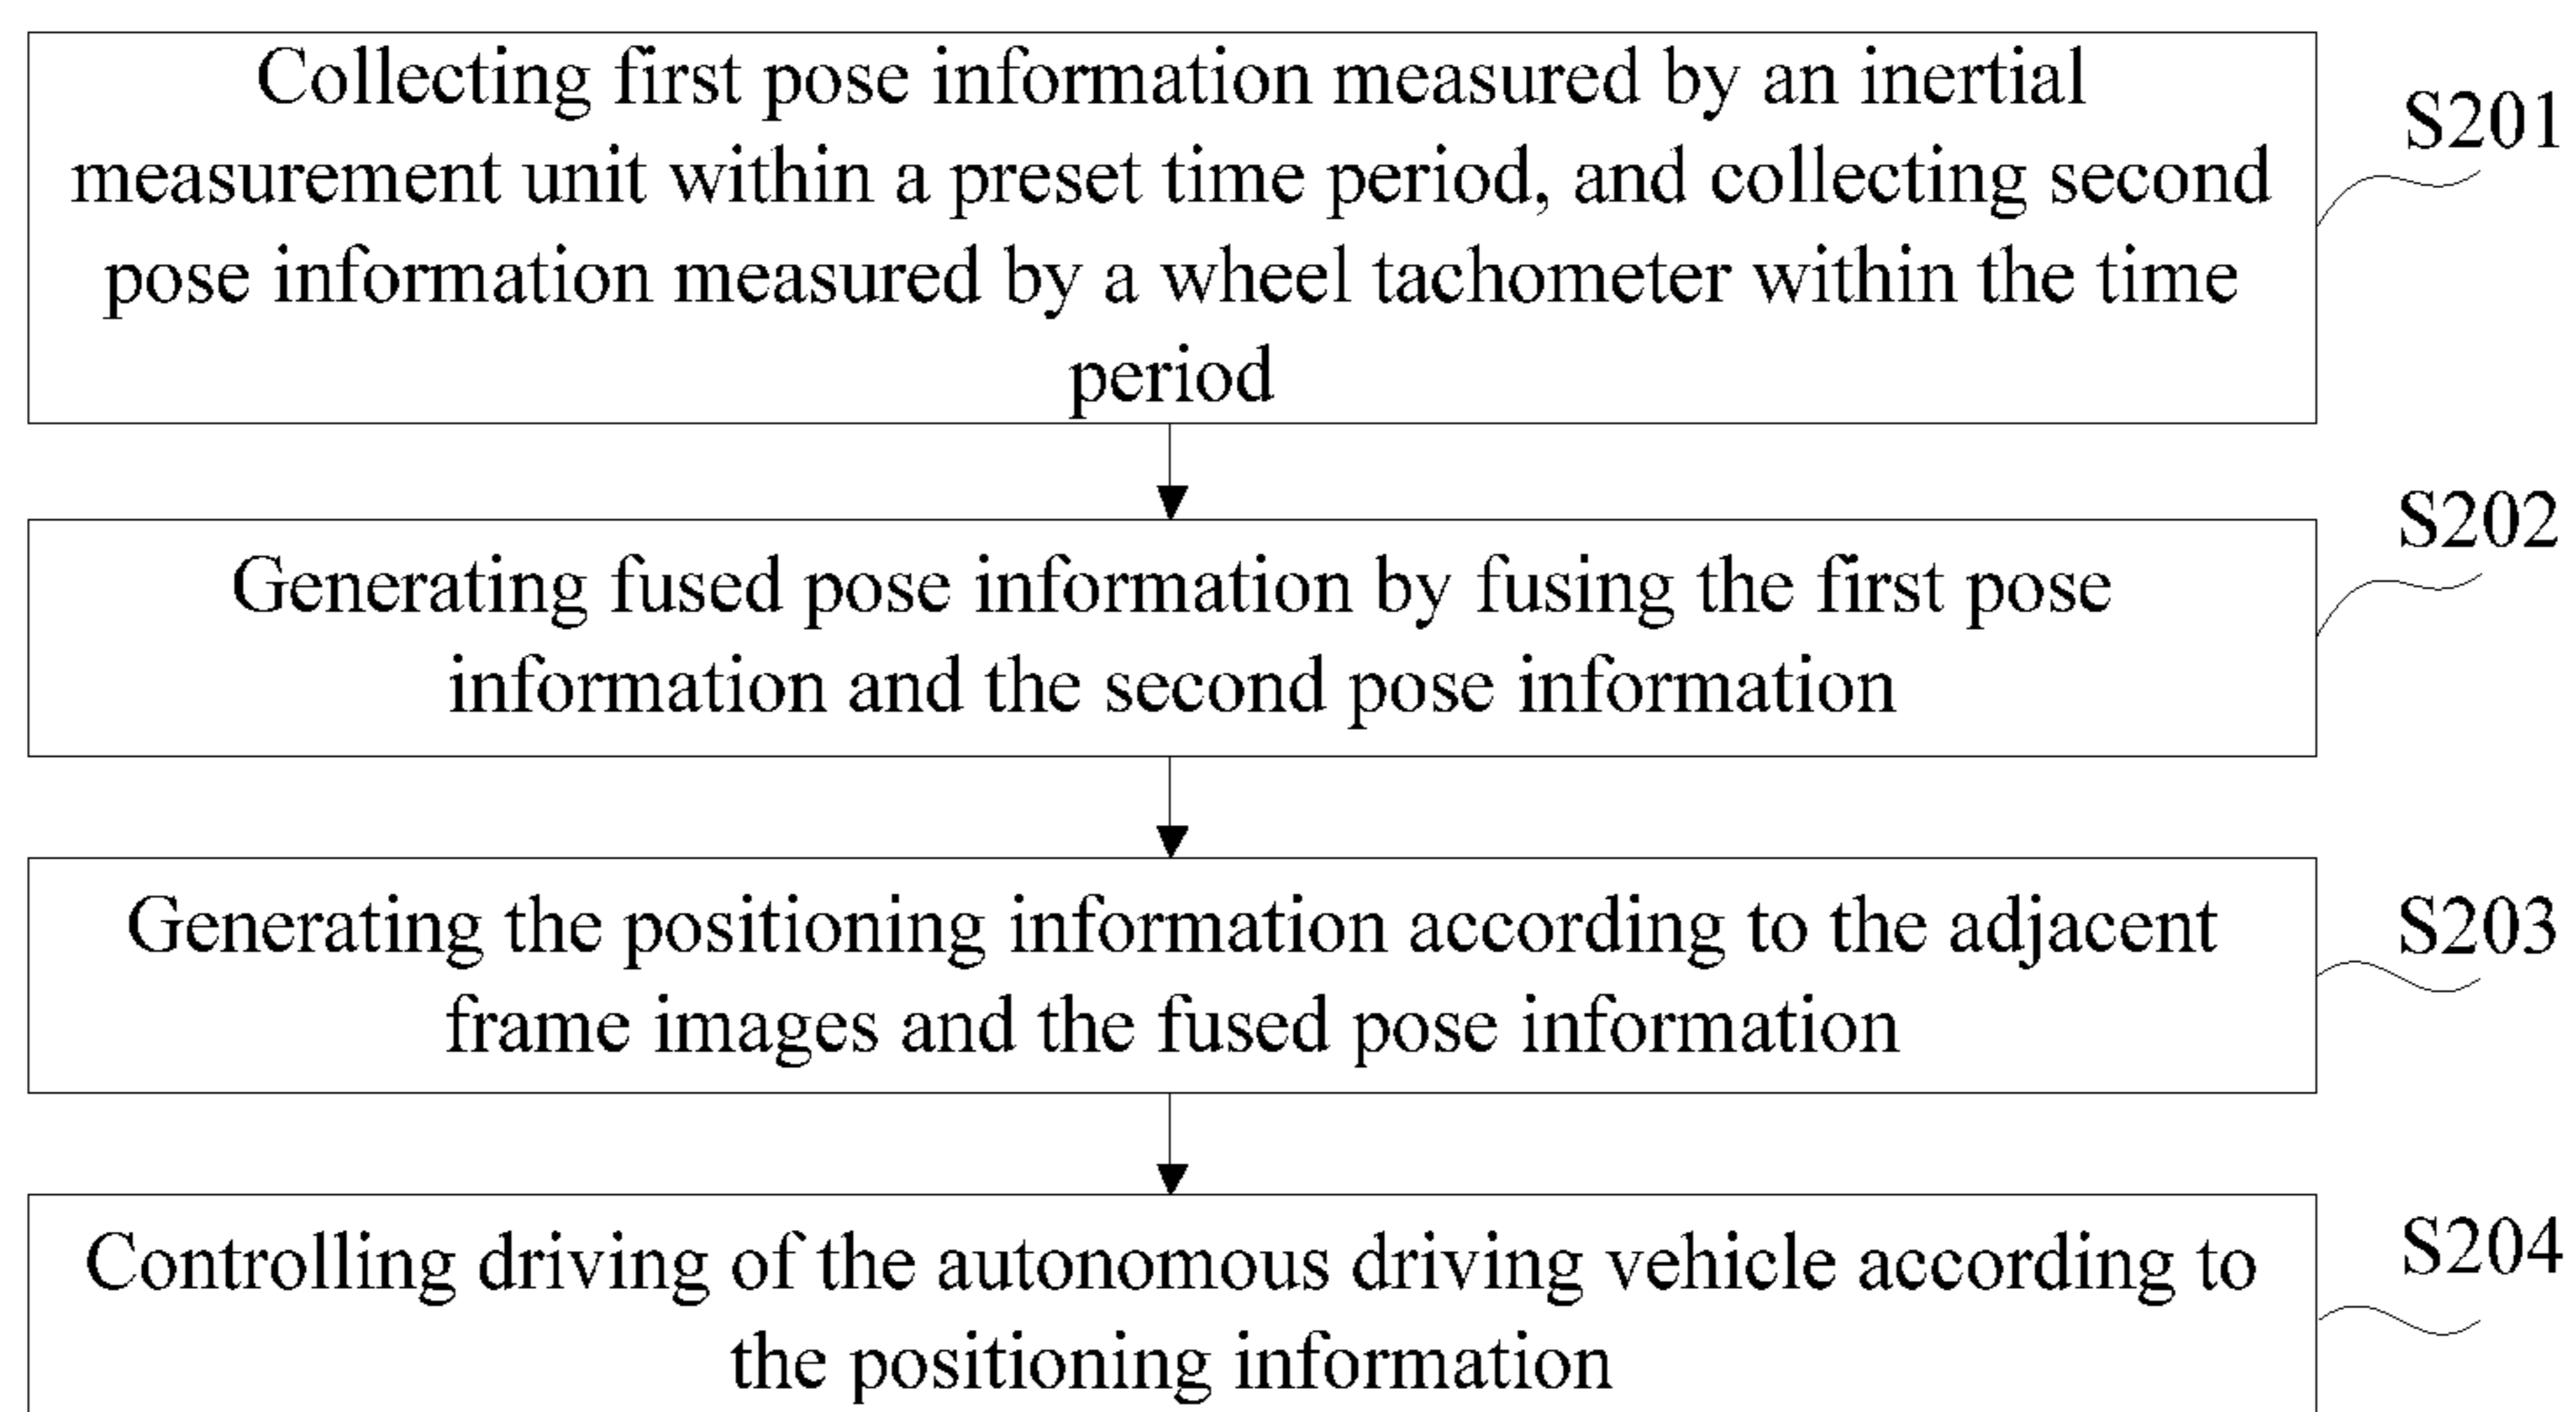 Collecting first pose information measured by an inertial
measurement unit within a preset time period, and collecting second
pose information measured by a wheel tachometer within the time
period
S201
Generating fused pose information by fusing the first pose
information and the second pose information
S202
Generating the positioning information according to the adjacent
frame images and the fused pose information
S203
Controlling driving of the autonomous driving vehicle according to
the positioning information
S204